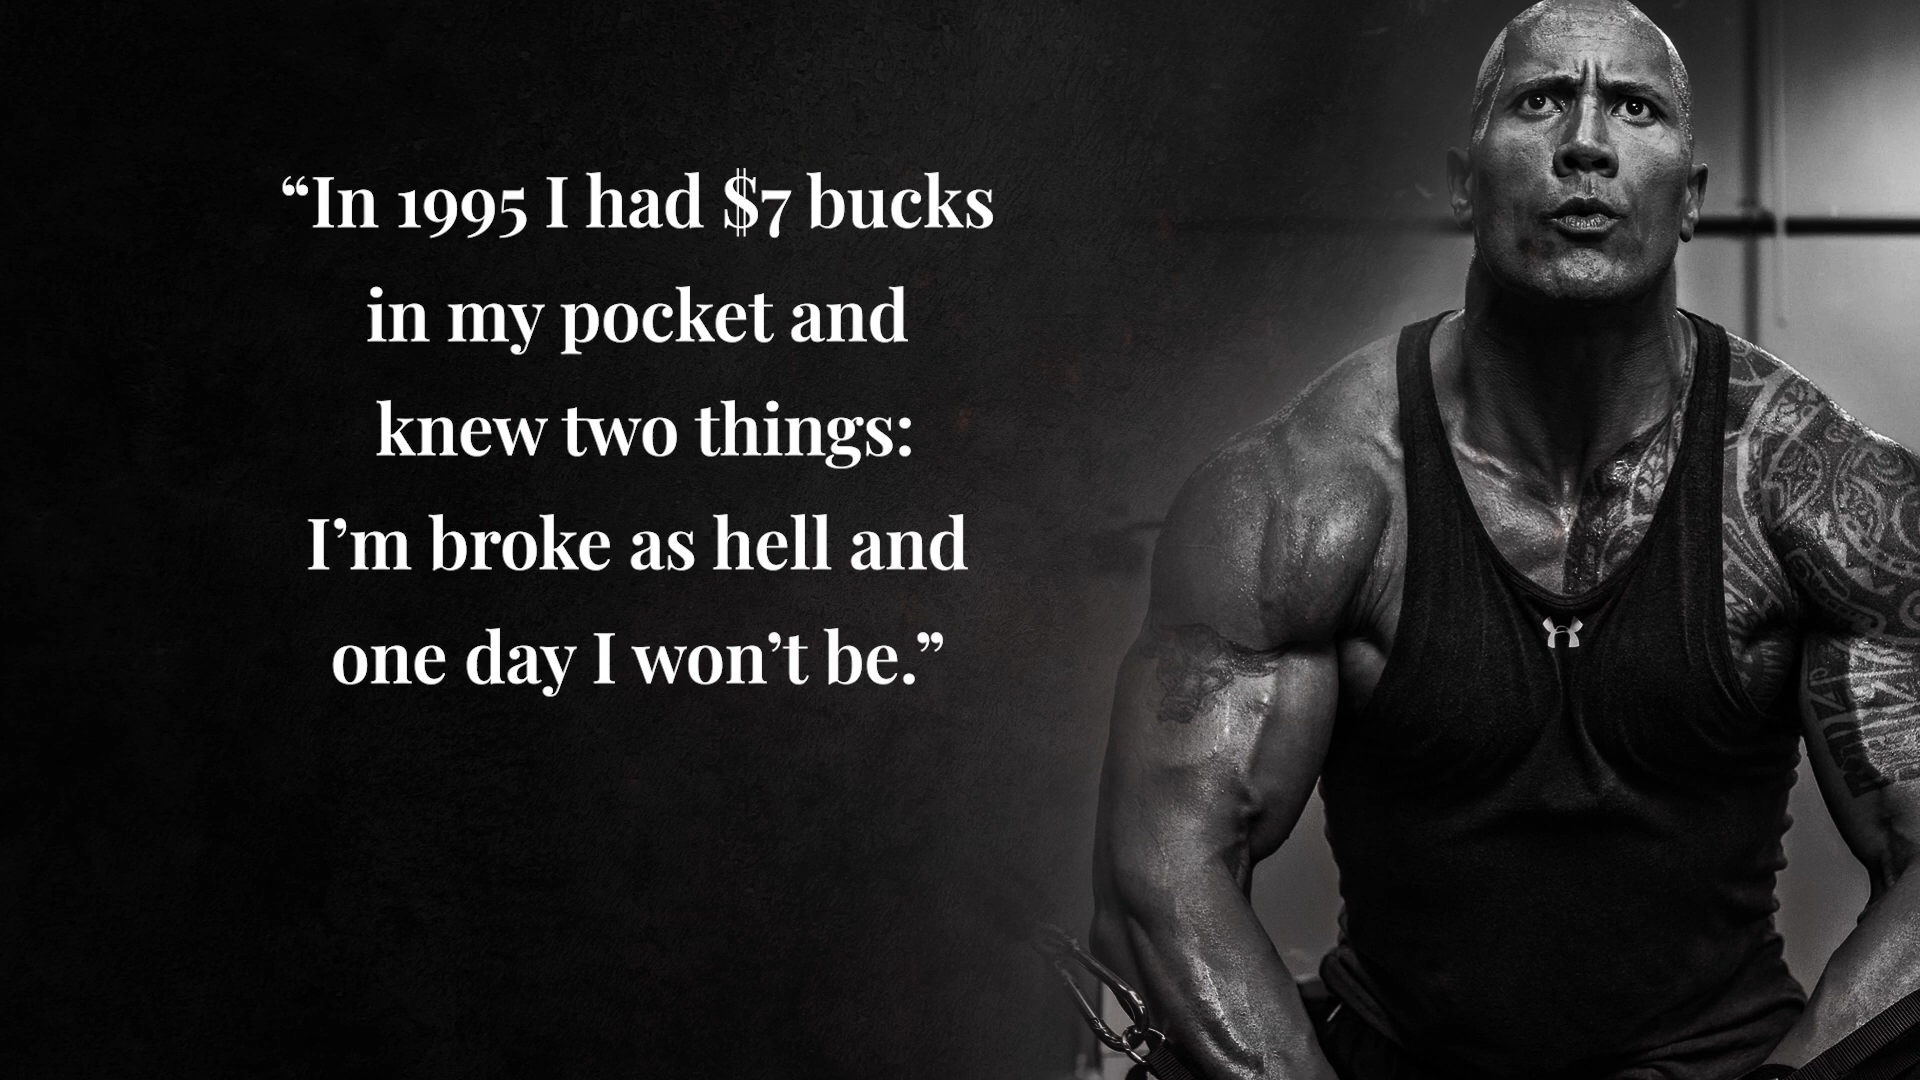 “In 1995 I had $7 bucks
in my pocket and
knew two things:
I’m broke as hell and
one day I won’t be.”